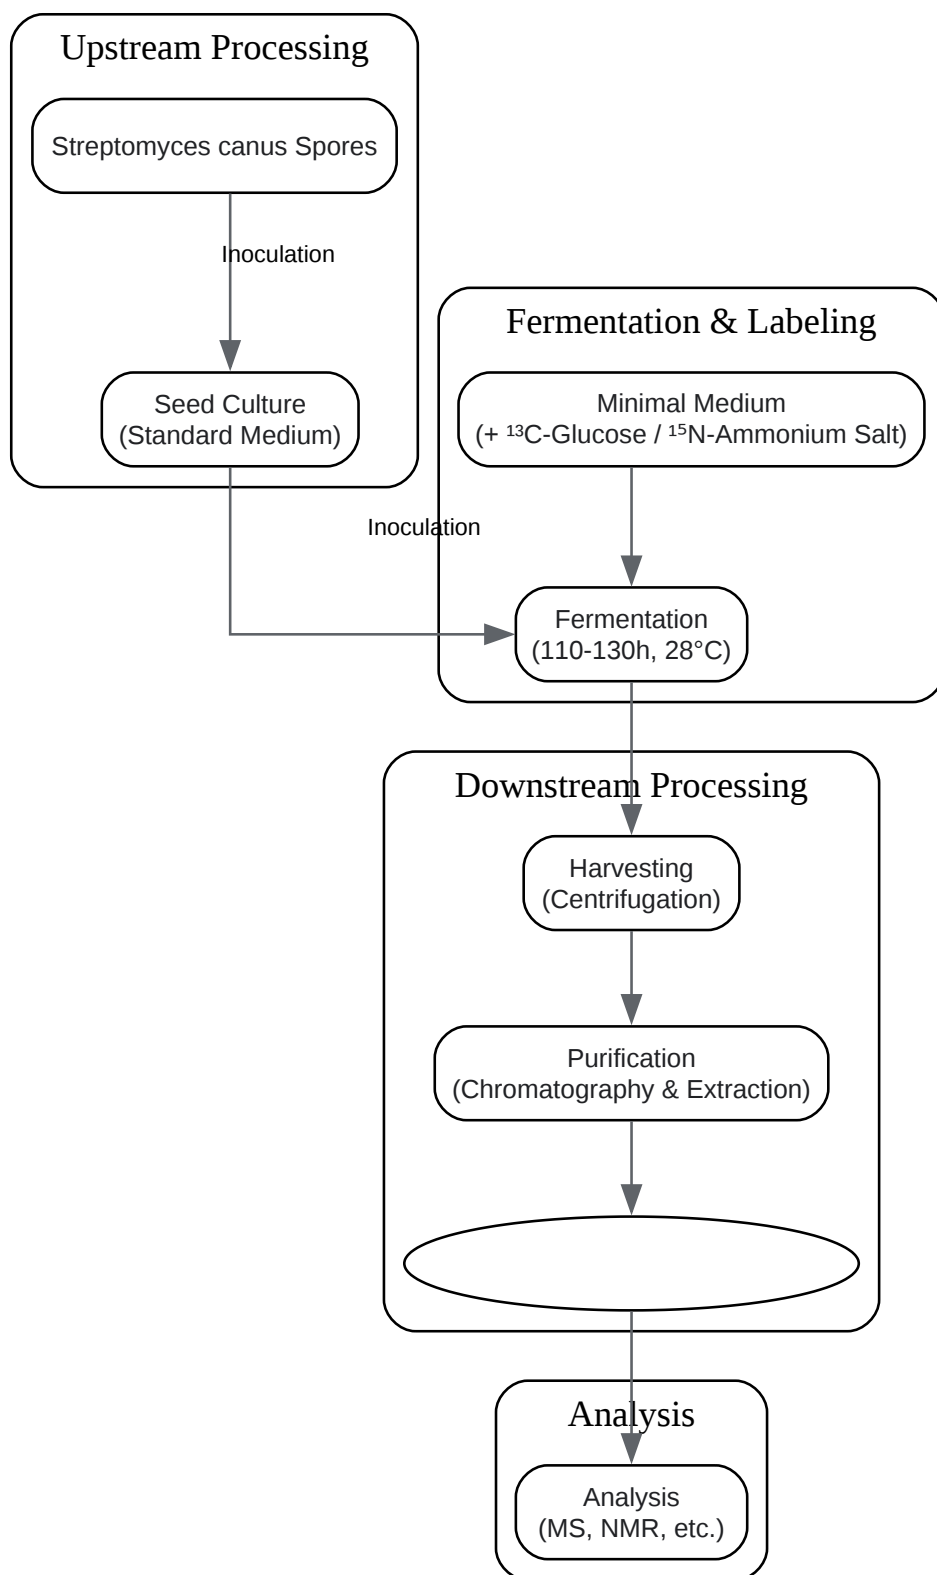 Upstream Processing
Streptomyces canus Spores
Inoculation
Seed Culture
(Standard Medium)
Inoculation
Fermentation & Labeling
Minimal Medium
(+ ¹³C-Glucose / ¹⁵N-Ammonium Salt)
Fermentation
(110-130h, 28°C)
Downstream Processing
Harvesting
(Centrifugation)
Purification
(Chromatography & Extraction)
Analysis
Analysis
(MS, NMR, etc.)